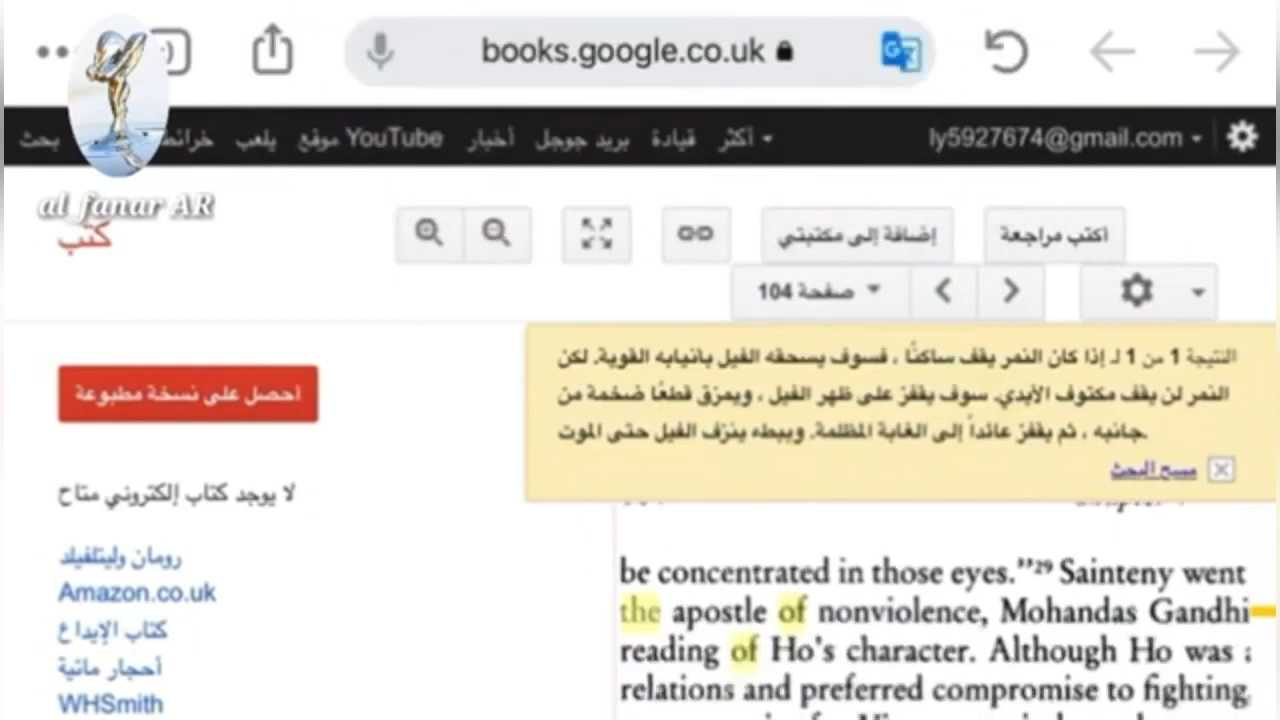 books.google.co.uk
بحث خرائط يلعب موقع YouTube أخبار بريد جوجل قيادة أكثر ly5927674@gmail.com
al fanar AR
كتب
إضافة إلى مكتبتي اكتب مراجعة
صفحة 104
النتيجة 1 من 1 لـ إذا كان النمر يقف ساكنًا ، فسوف يسحقه الفيل بأنيابه القوية. لكن
النمر لن يقف مكتوف الأيدي. سوف يقفز على ظهر الفيل ، ويمزق قطعًا ضخمة من
جانبه ، ثم يقفز عائداً إلى الغابة المظلمة. وببطء ينزف الفيل حتى الموت.
مسح البحث
احصل على نسخة مطبوعة
لا يوجد كتاب إلكتروني متاح
رومان وليتلفيلد
Amazon.co.uk
كتاب الإيداع
أحجار مائية
WHSmith
be concentrated in those eyes.”29 Sainteny went
the apostle of nonviolence, Mohandas Gandhi
reading of Ho's character. Although Ho was
relations and preferred compromise to fighting